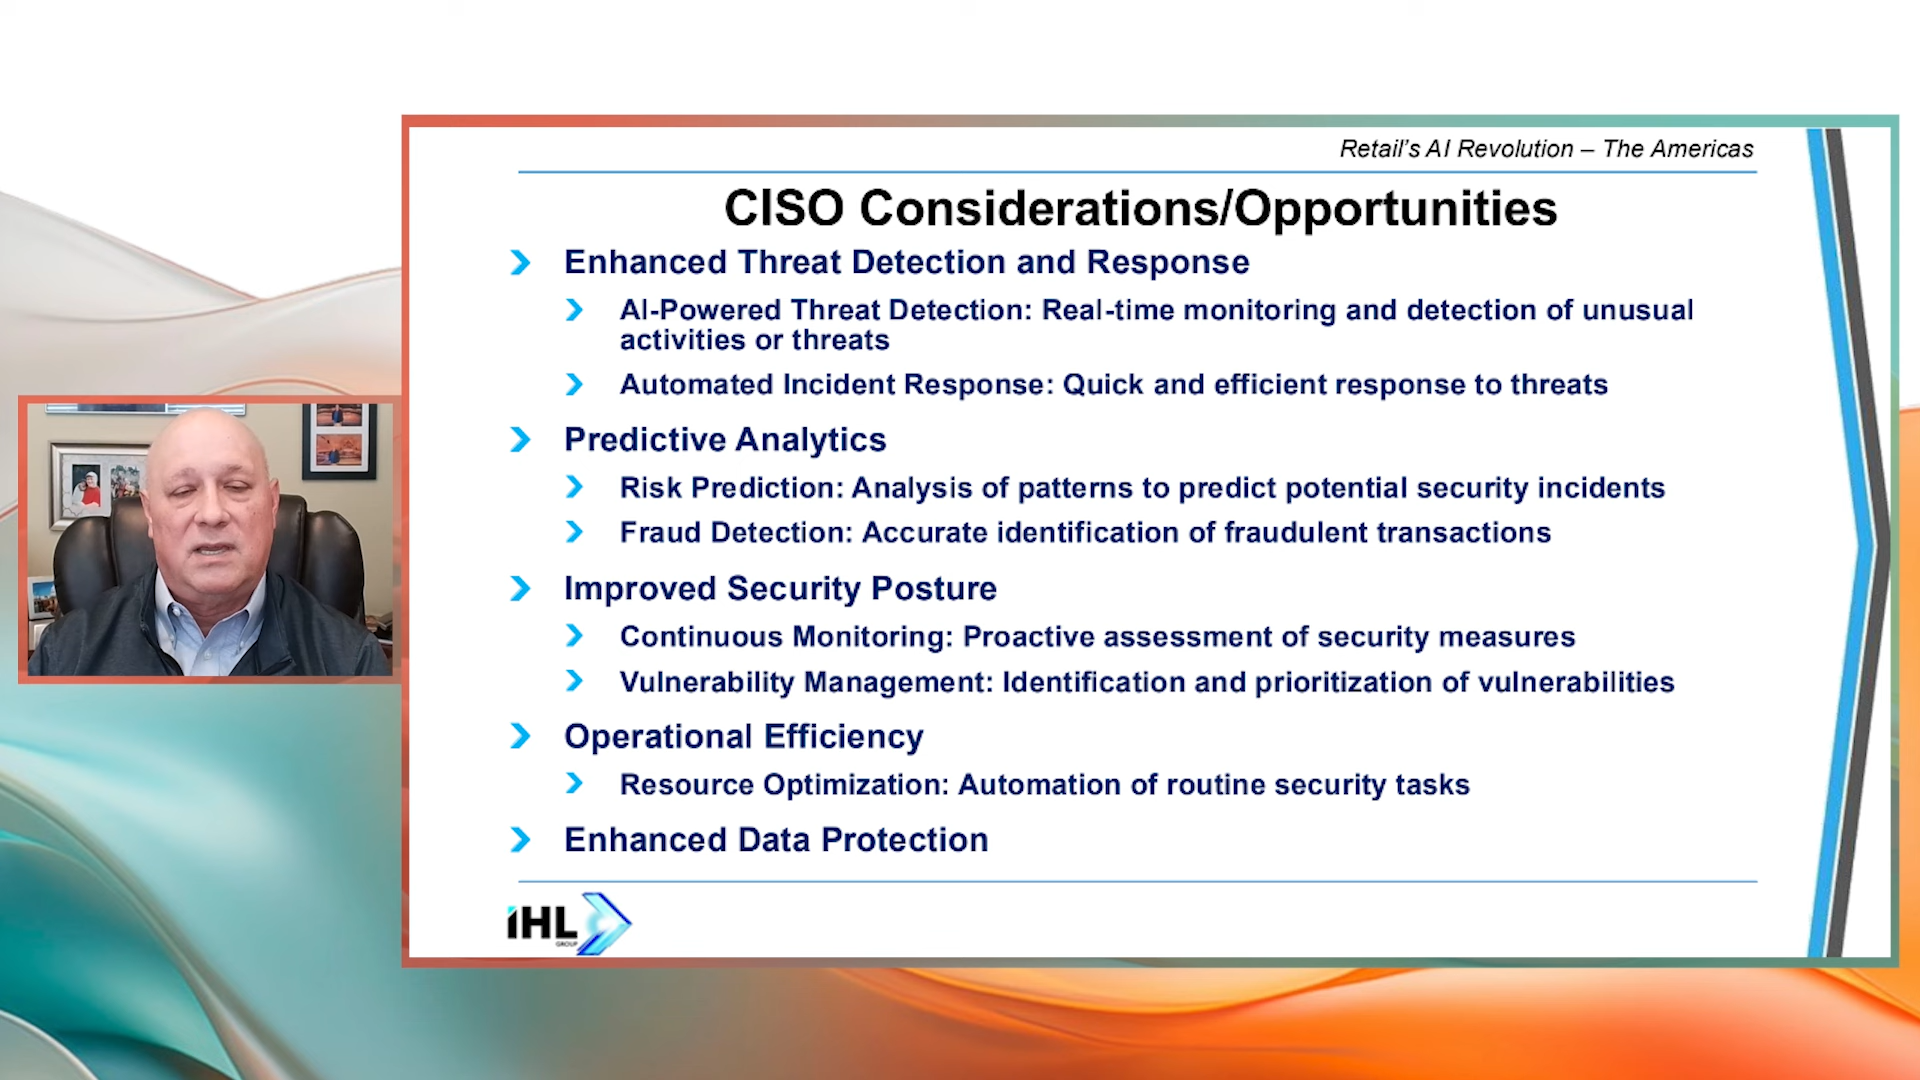 Retail's AI Revolution – The Americas
CISO Considerations/Opportunities
Enhanced Threat Detection and Response
AI-Powered Threat Detection: Real-time monitoring and detection of unusual
activities or threats
Automated Incident Response: Quick and efficient response to threats
Predictive Analytics
Risk Prediction: Analysis of patterns to predict potential security incidents
Fraud Detection: Accurate identification of fraudulent transactions
Improved Security Posture
Continuous Monitoring: Proactive assessment of security measures
Vulnerability Management: Identification and prioritization of vulnerabilities
Operational Efficiency
Resource Optimization: Automation of routine security tasks
Enhanced Data Protection
iHL
GROUP